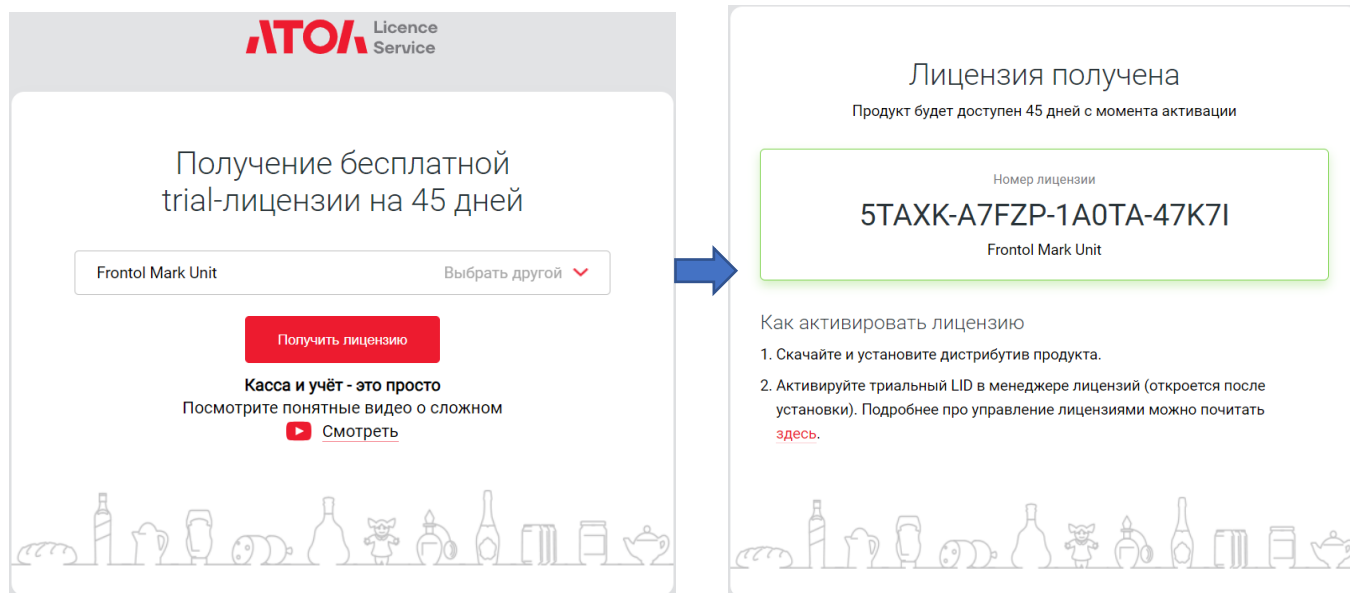 АТОЛ Licence
Service
Получение бесплатной
trial-лицензии на 45 дней
Frontol Mark Unit Выбрать другой
Получить лицензию
Касса и учёт - это просто
Посмотрите понятные видео о сложном
Смотреть
Лицензия получена
Продукт будет доступен 45 дней с момента активации
Номер лицензии
5TAXK-A7FZP-1A0TA-47K7I
Frontol Mark Unit
Как активировать лицензию
1. Скачайте и установите дистрибутив продукта.
2. Активируйте триальный LID в менеджере лицензий (откроется после
установки). Подробнее про управление лицензиями можно почитать
здесь.